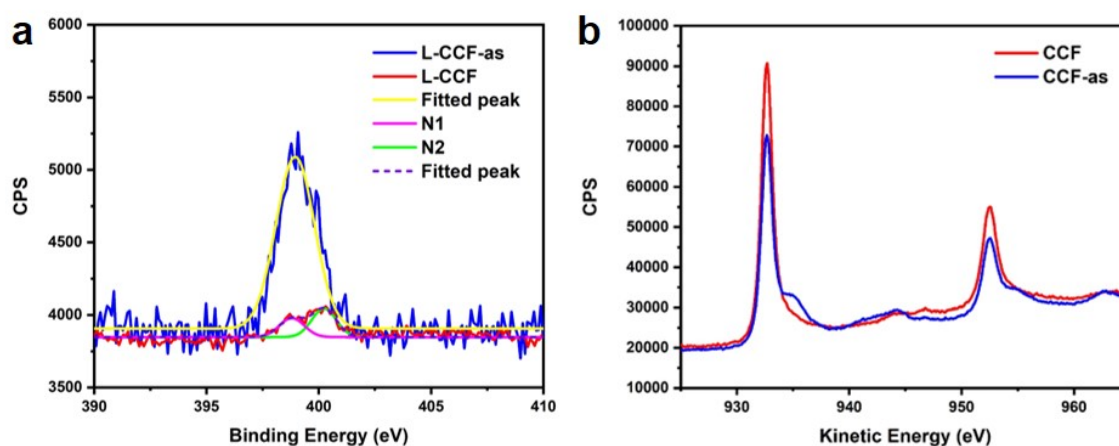 a
6000
5500
5000
4500
4000
3500
CPS
390
395
400
405
410
Binding Energy (eV)
L-CCF-as
L-CCF
Fitted peak
N1
N2
Fitted peak
b
100000
90000
80000
70000
60000
50000
40000
30000
20000
10000
CPS
930
940
950
960
Kinetic Energy (eV)
CCF
CCF-as